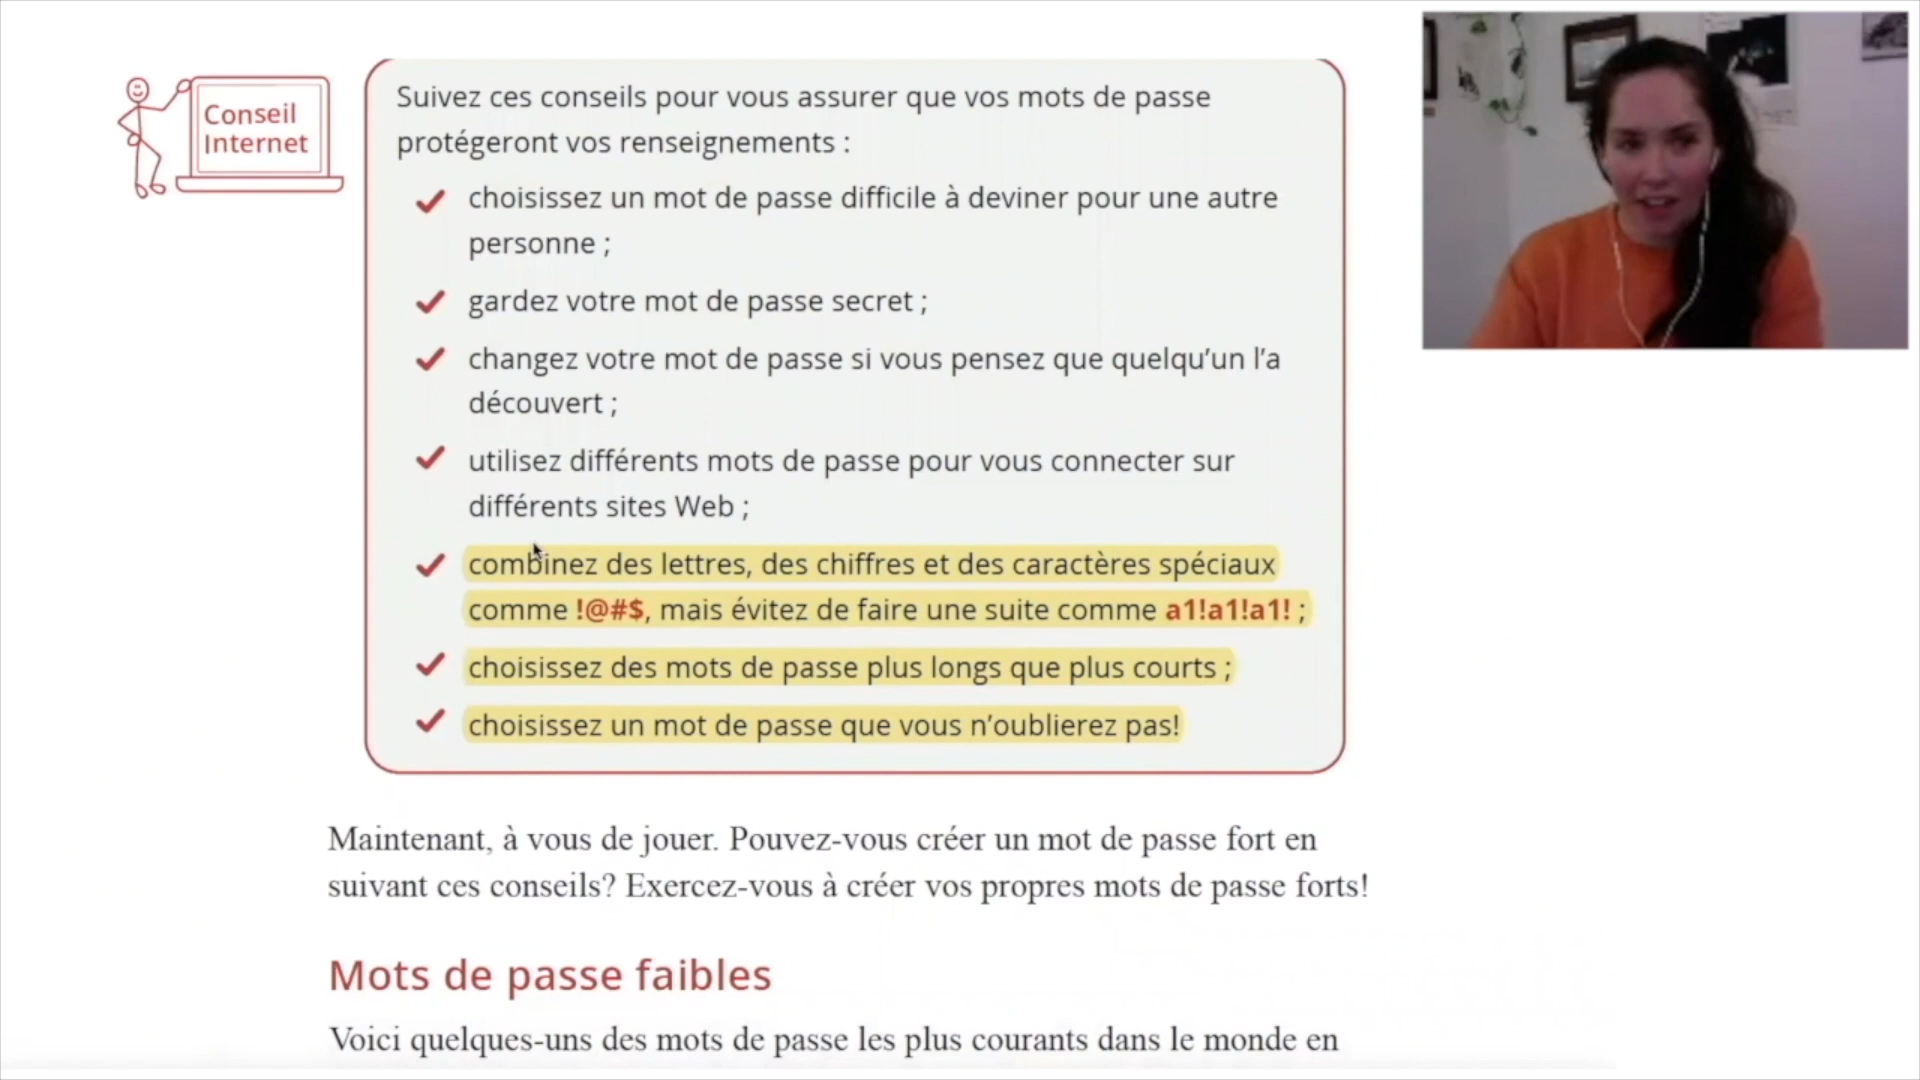 Conseil
Internet
Suivez ces conseils pour vous assurer que vos mots de passe
protégeront vos renseignements :
choisissez un mot de passe difficile à deviner pour une autre
personne ;
gardez votre mot de passe secret ;
changez votre mot de passe si vous pensez que quelqu’un l’a
découvert ;
utilisez différents mots de passe pour vous connecter sur
différents sites Web ;
combinez des lettres, des chiffres et des caractères spéciaux
comme !@#$, mais évitez de faire une suite comme a1!a1!a1! ;
choisissez des mots de passe plus longs que plus courts ;
choisissez un mot de passe que vous n’oublierez pas!
Maintenant, à vous de jouer. Pouvez-vous créer un mot de passe fort en
suivant ces conseils? Exercez-vous à créer vos propres mots de passe forts!
Mots de passe faibles
Voici quelques-uns des mots de passe les plus courants dans le monde en